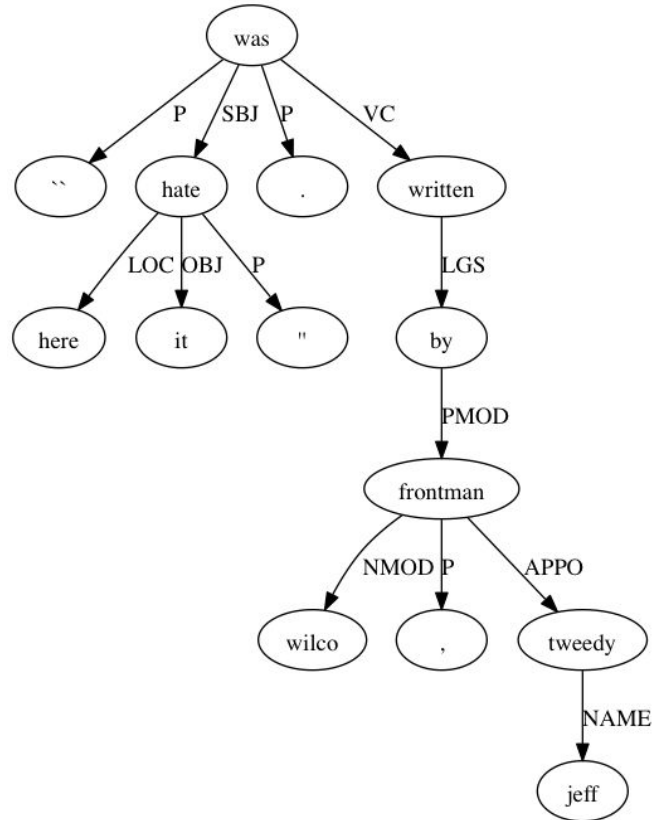 was
P SBJ P VC
`` hate . written
LOC OBJ P LGS
here it " by
PMOD
frontman
NMOD P APPO
wilco , tweedy
NAME
jeff